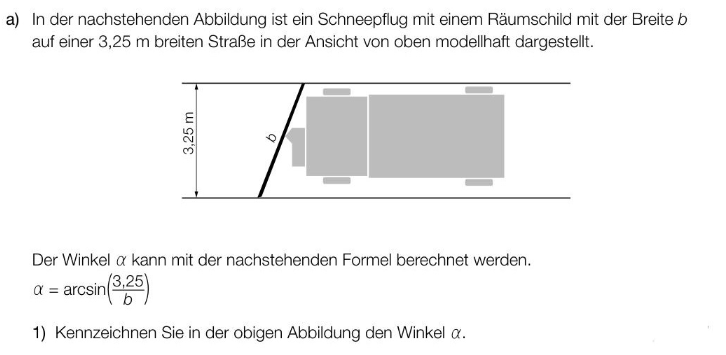 a) In der nachstehenden Abbildung ist ein Schneepflug mit einem Räumschild mit der Breite b
auf einer 3,25 m breiten Straße in der Ansicht von oben modellhaft dargestellt.
3,25 m
b
Der Winkel α kann mit der nachstehenden Formel berechnet werden.
α = arcsin(3,25/b)
1) Kennzeichnen Sie in der obigen Abbildung den Winkel α.